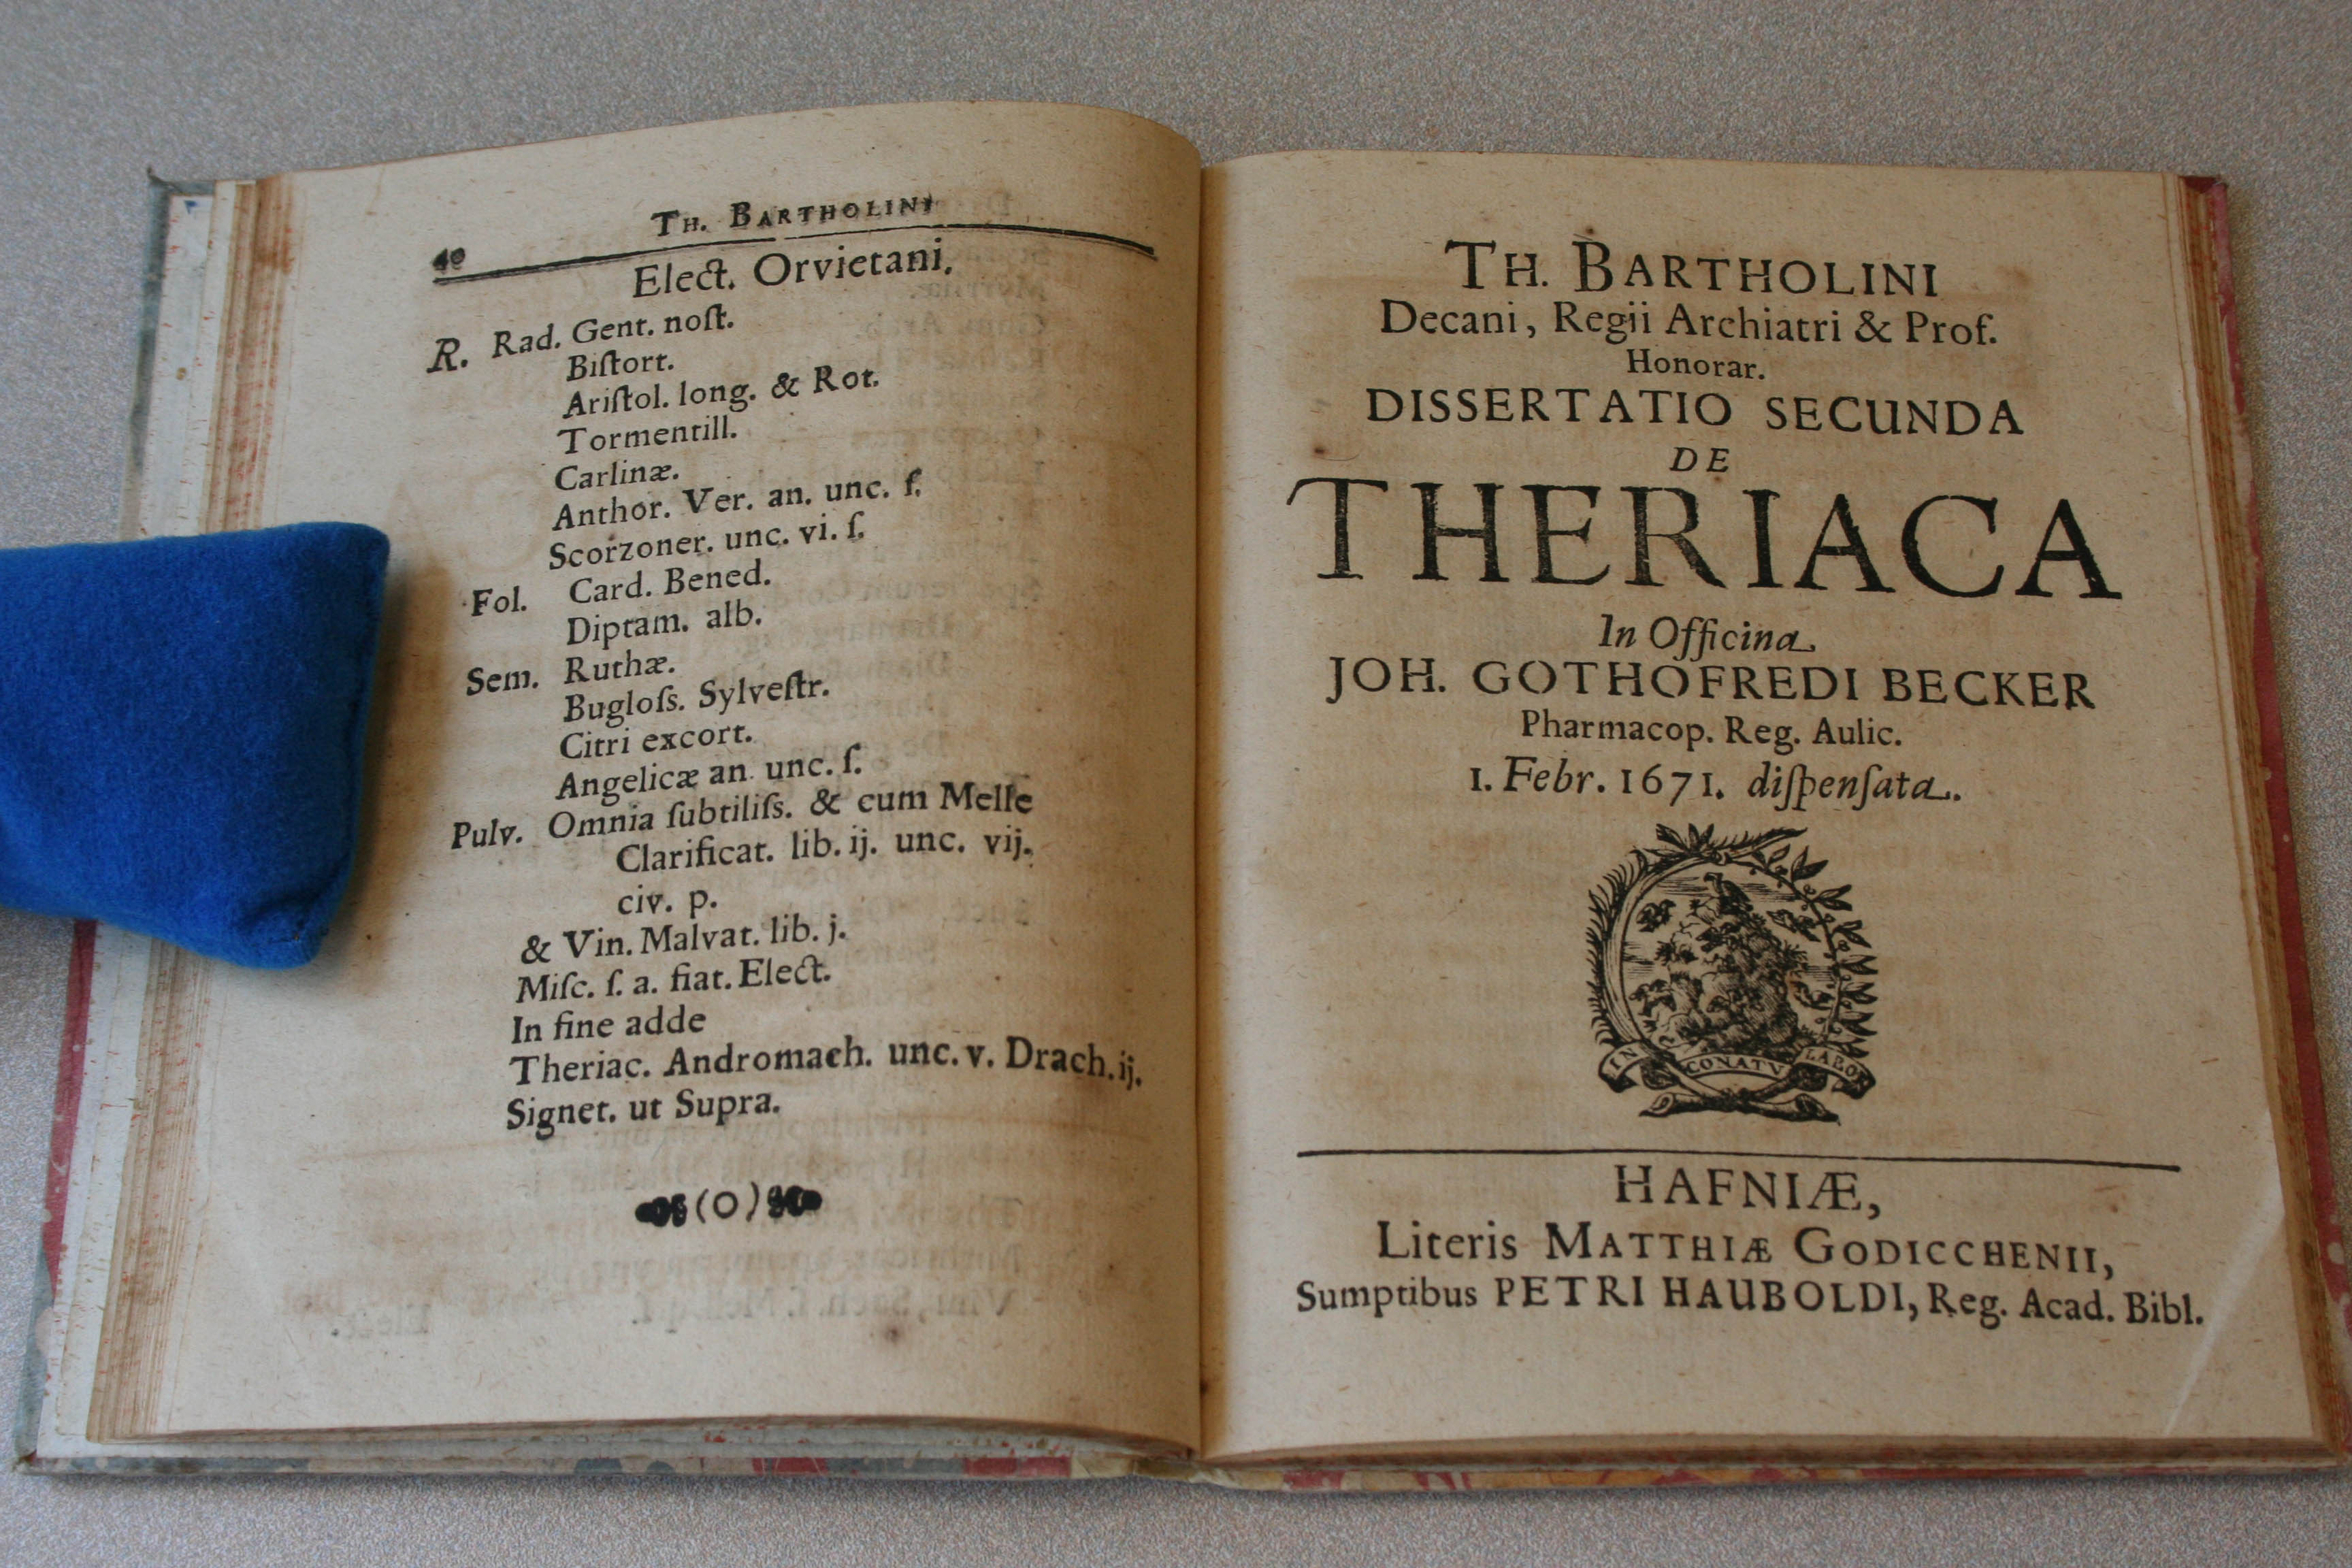 40
TH. BARTHOLINI
Elect. Orvietani.
R. Rad. Gent. noſt.
Biſtort.
Ariſtol. long. & Rot.
Tormentill.
Carlinæ.
Anthor. Ver. an. unc. ſ.
Scorzoner. unc. vi. ſ.
Fol. Card. Bened.
Diptam. alb.
Sem. Ruthæ.
Bugloſs. Sylveſtr.
Citri excort.
Angelicæ an. unc. ſ.
Pulv. Omnia ſubtiliſs. & cum Melle
Clarificat. lib. ij. unc. vij.
civ. p.
& Vin. Malvat. lib. j.
Miſc. ſ. a. fiat. Elect.
In fine adde
Theriac. Andromach. unc. v. Drach. ij.
Signet. ut Supra.
(O)
TH. BARTHOLINI
Decani, Regii Archiatri & Prof.
Honorar.
DISSERTATIO SECUNDA
DE
THERIACA
In Officina
JOH. GOTHOFREDI BECKER
Pharmacop. Reg. Aulic.
1. Febr. 1671. diſpenſata.
IN CONATV LABOR
HAFNIÆ,
Literis MATTHIÆ GODICCHENII,
Sumptibus PETRI HAUBOLDI, Reg. Acad. Bibl.